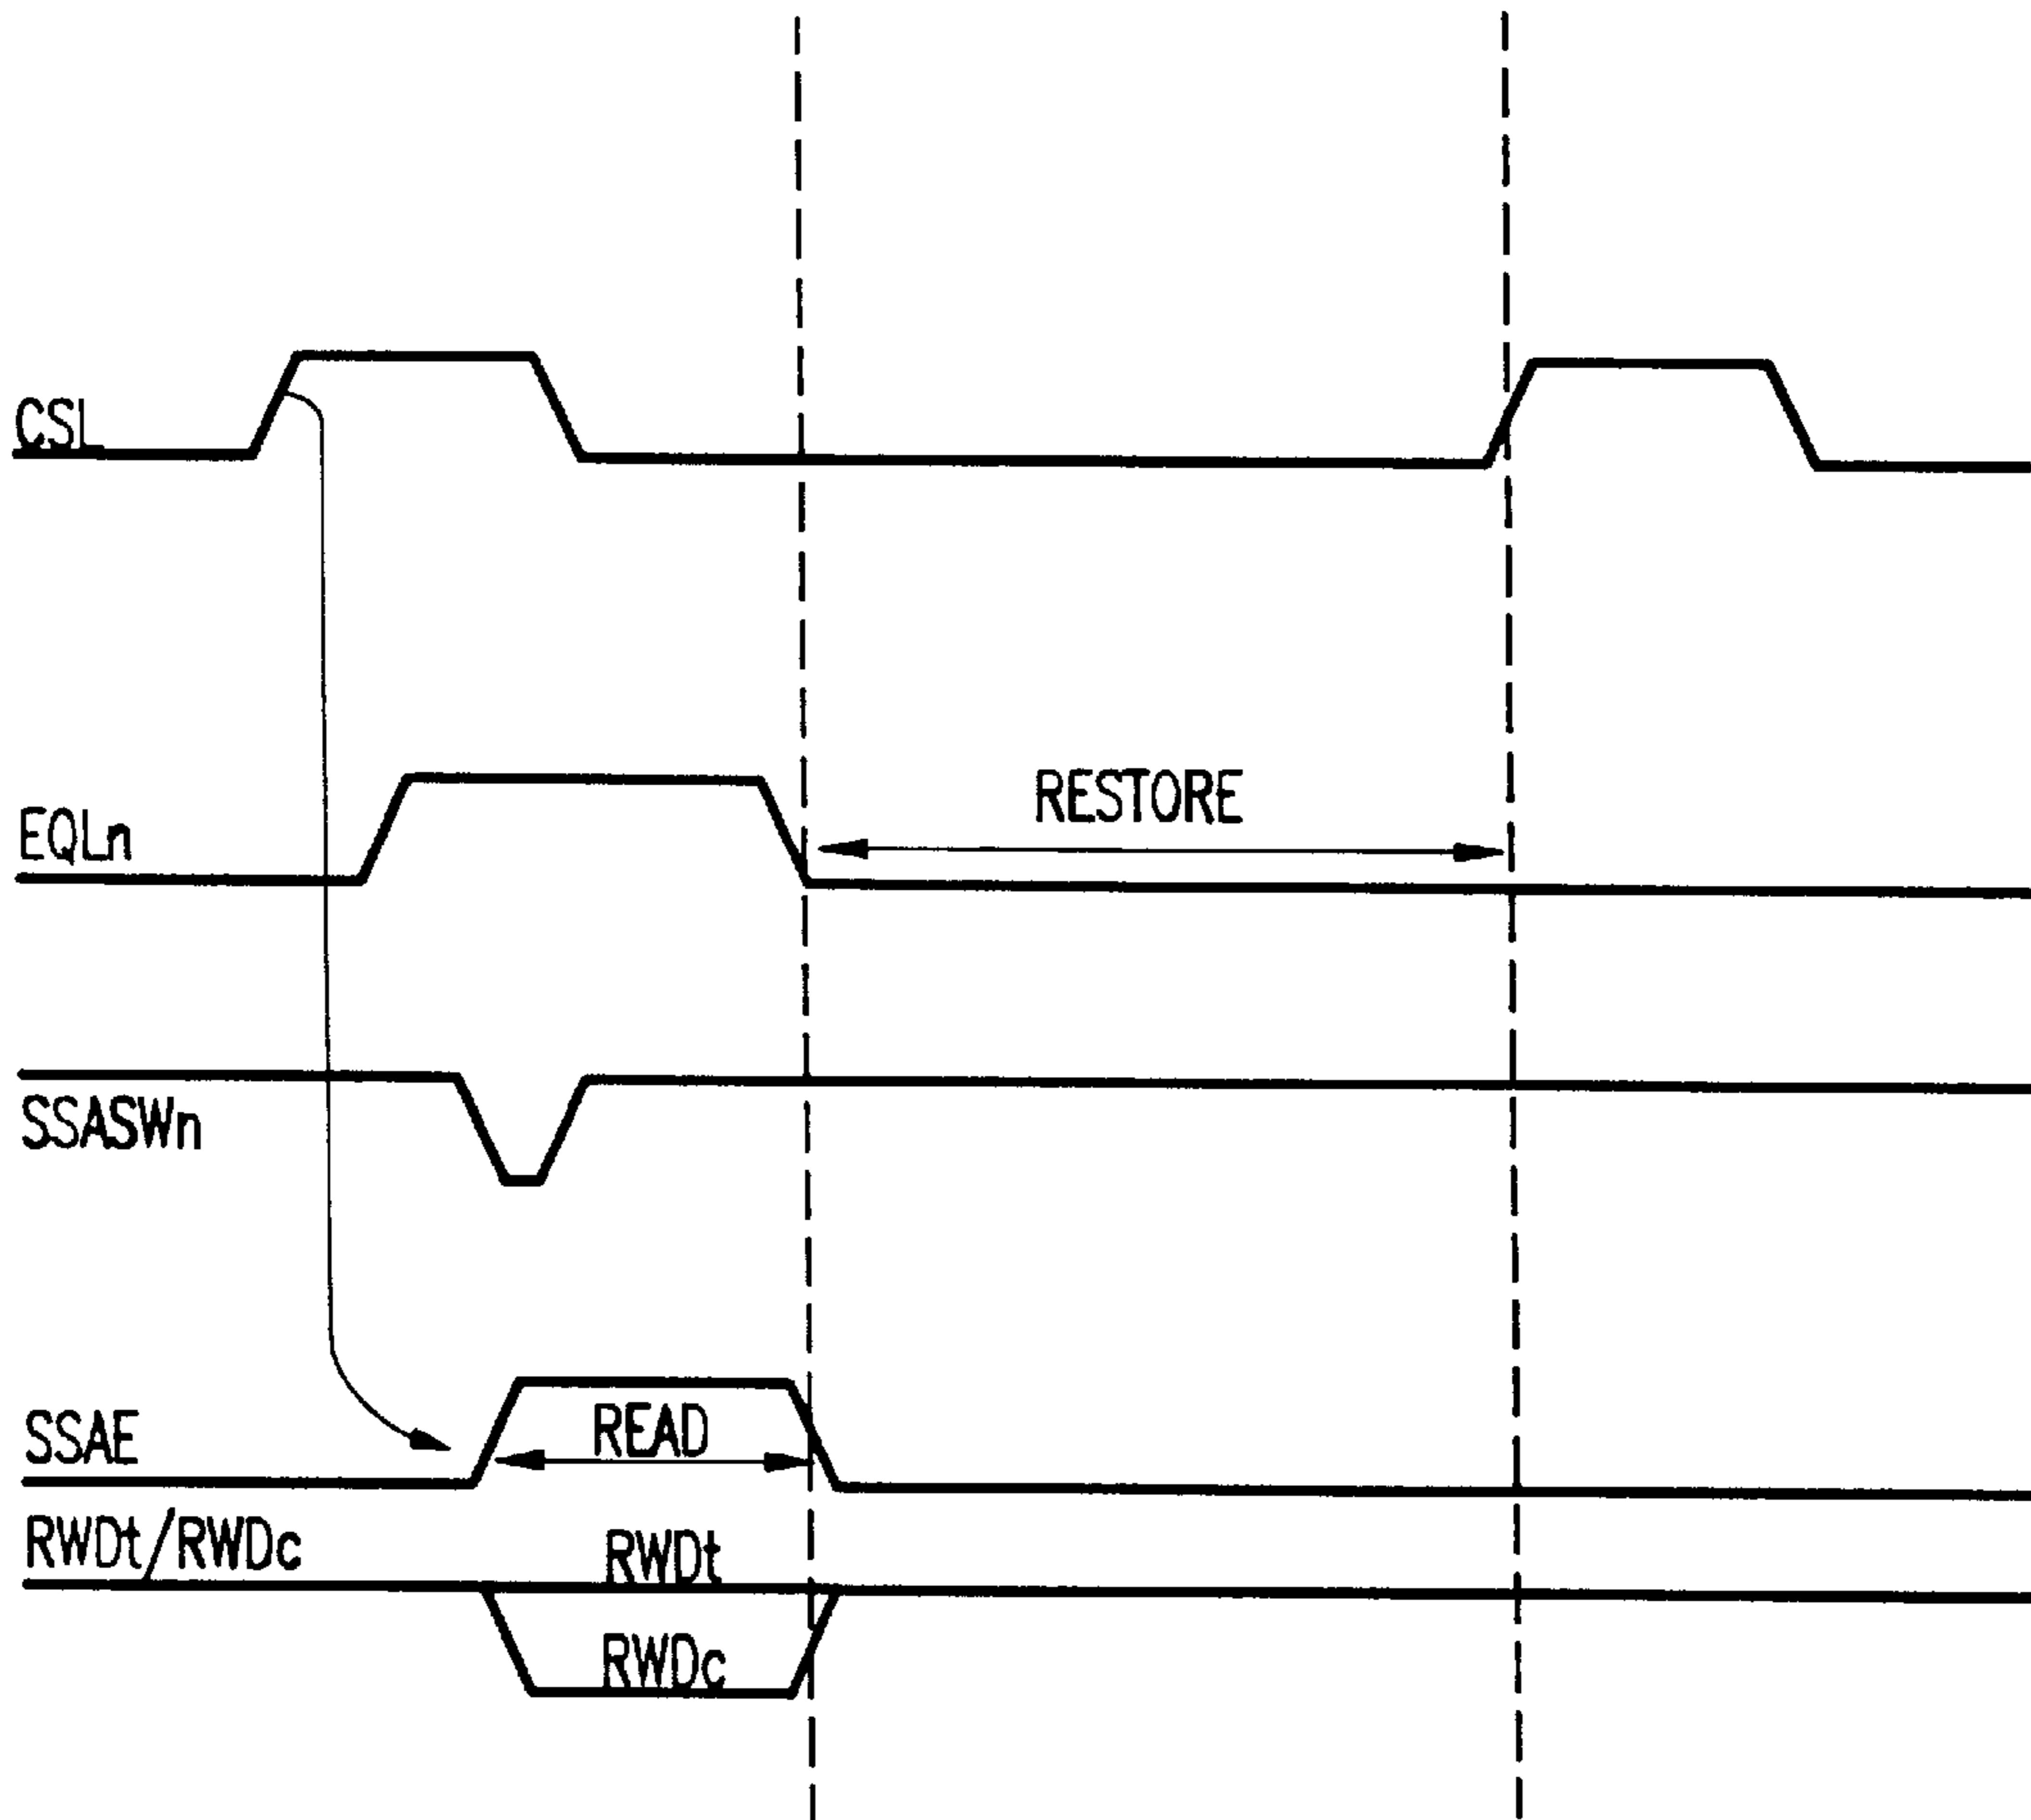 CSL
RESTORE
EQLn
SSASWn
SSAE
READ
RWDt/RWDc
RWDt
RWDc